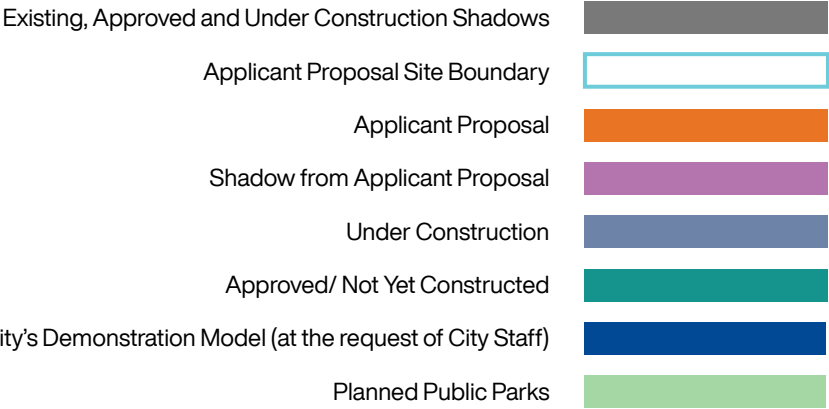 Existing, Approved and Under Construction Shadows
Applicant Proposal Site Boundary
Applicant Proposal
Shadow from Applicant Proposal
Under Construction
Approved/ Not Yet Constructed
ity’s Demonstration Model (at the request of City Staff)
Planned Public Parks